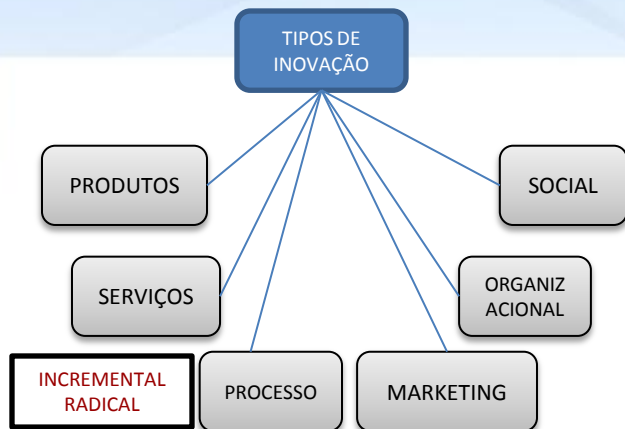 TIPOS DE
INOVAÇÃO
PRODUTOS
SOCIAL
SERVIÇOS
ORGANIZ
ACIONAL
INCREMENTAL
RADICAL
PROCESSO
MARKETING